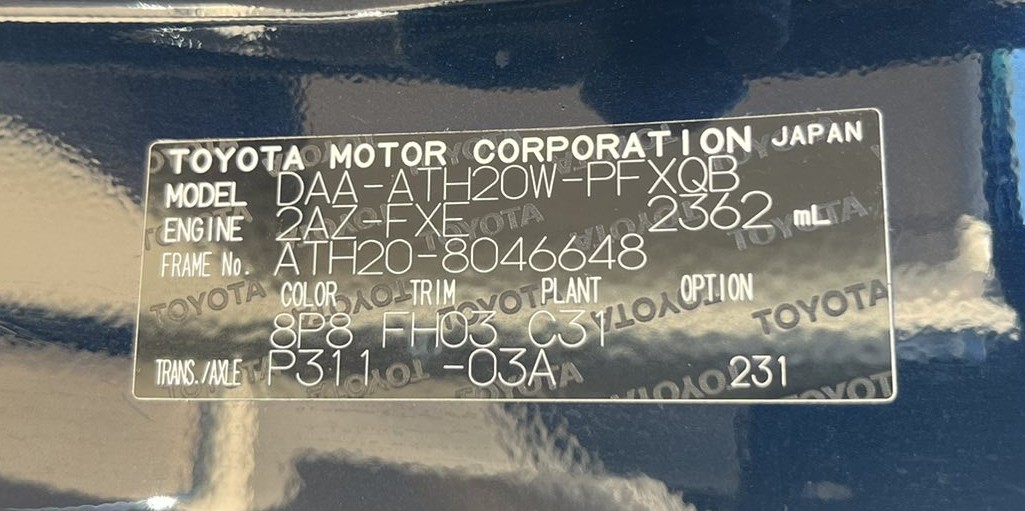 TOYOTA MOTOR CORPORATION JAPAN
MODEL DAA-ATH20W-PFXQB
ENGINE 2AZ-FXE 2362 mL
FRAME No. ATH20-8046648
COLOR TRIM PLANT OPTION
8P8 FH03 C31
TRANS./AXLE P311 -03A 231